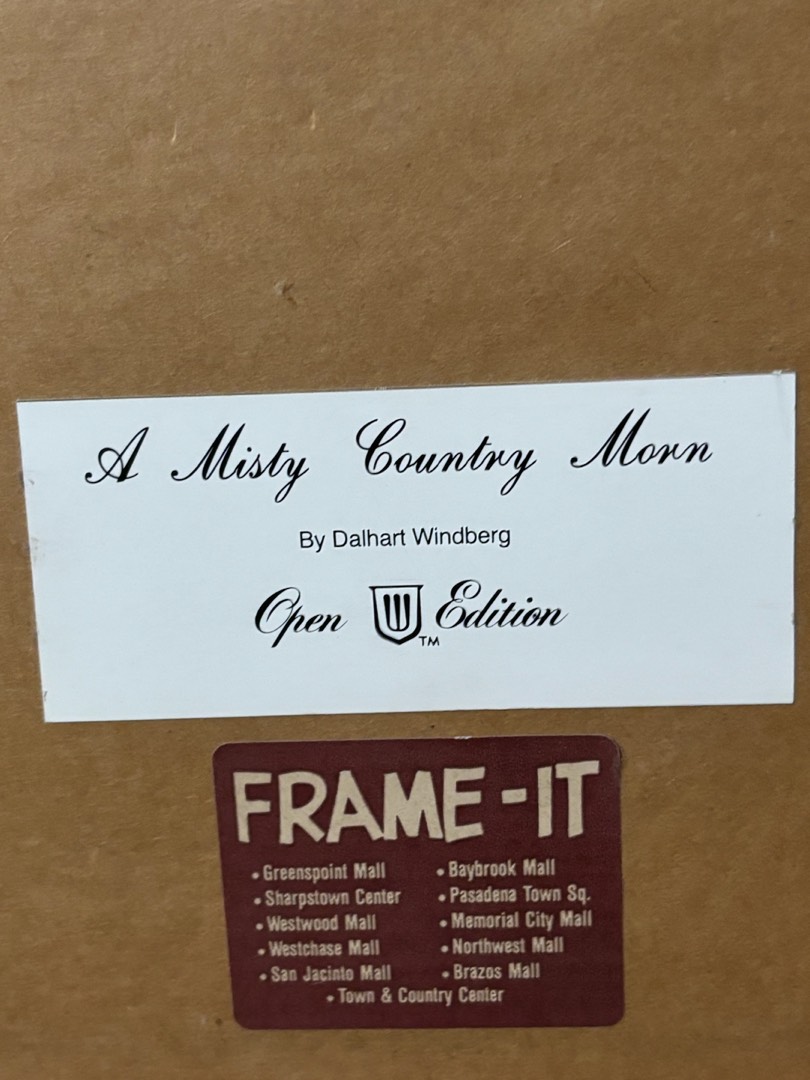 A Misty Country Morn
By Dalhart Windberg
Open W TM Edition
FRAME-IT
• Greenspoint Mall
• Sharpstown Center
• Westwood Mall
• Westchase Mall
• San Jacinto Mall
• Baybrook Mall
• Pasadena Town Sq.
• Memorial City Mall
• Northwest Mall
• Brazos Mall
• Town & Country Center